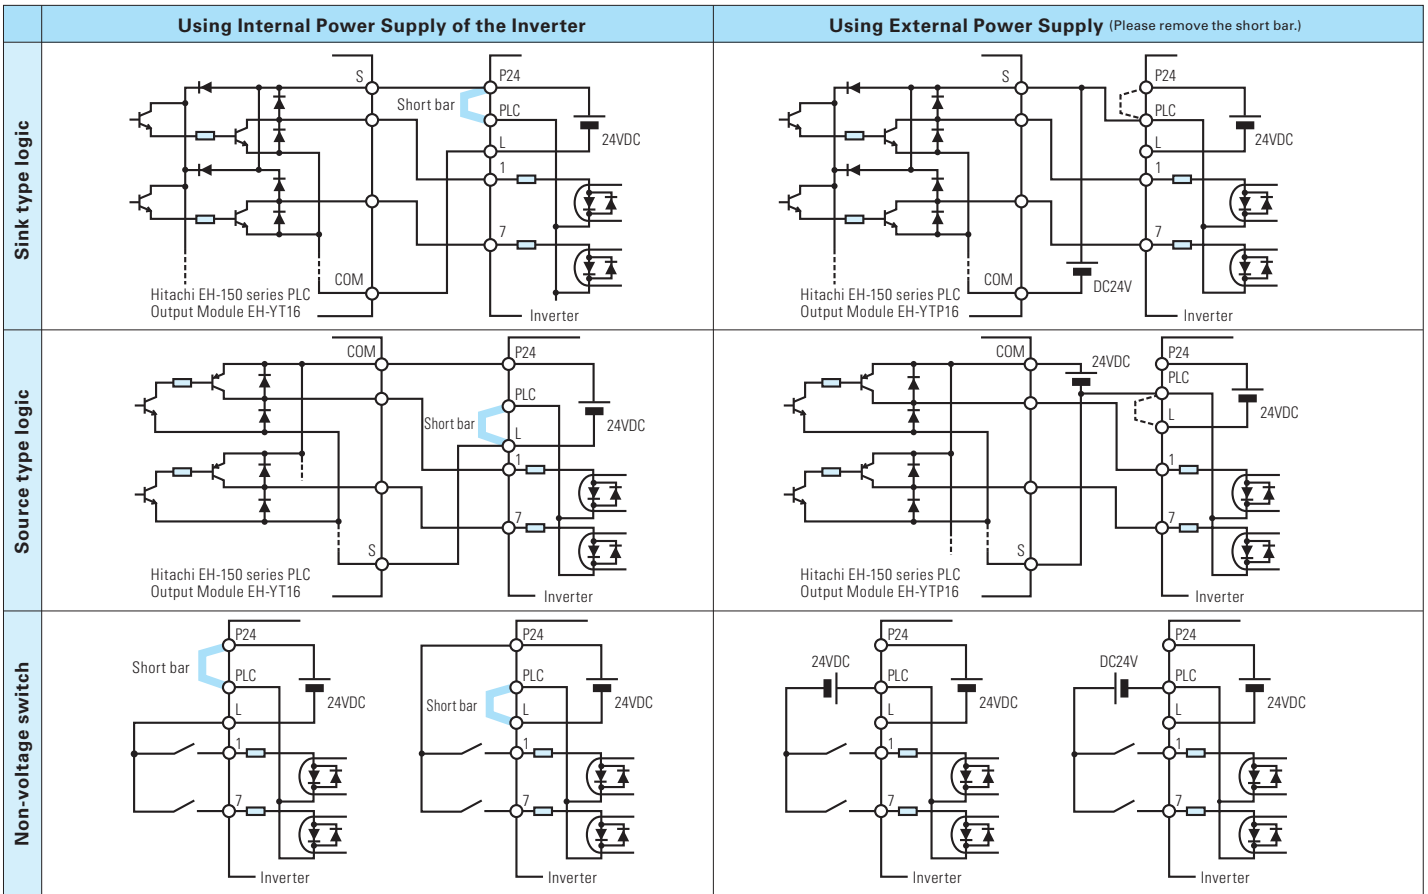 Using Internal Power Supply of the Inverter
Using External Power Supply (Please remove the short bar.)
Sink type logic
S
P24
Short bar
PLC
24VDC
L
1
7
COM
Hitachi EH-150 series PLC
Output Module EH-YT16
Inverter
S
P24
PLC
24VDC
L
1
7
COM
DC24V
Hitachi EH-150 series PLC
Output Module EH-YTP16
Inverter
Source type logic
COM
P24
PLC
Short bar
24VDC
L
1
7
S
Hitachi EH-150 series PLC
Output Module EH-YT16
Inverter
COM
24VDC
P24
PLC
L
24VDC
1
7
S
Hitachi EH-150 series PLC
Output Module EH-YTP16
Inverter
Non-voltage switch
P24
Short bar
PLC
24VDC
L
1
7
Inverter
P24
PLC
Short bar
24VDC
L
1
7
Inverter
P24
24VDC
PLC
24VDC
L
1
7
Inverter
P24
DC24V
PLC
24VDC
L
1
7
Inverter